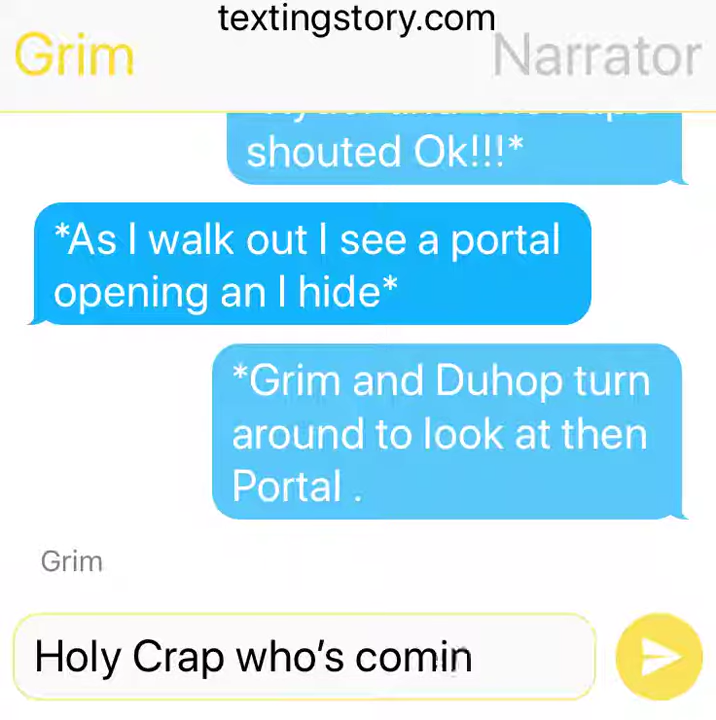 textingstory.com
Grim
Narrator
shouted Ok!!!*
*As I walk out I see a portal
opening an I hide*
*Grim and Duhop turn
around to look at then
Portal .
Grim
Holy Crap who's comin